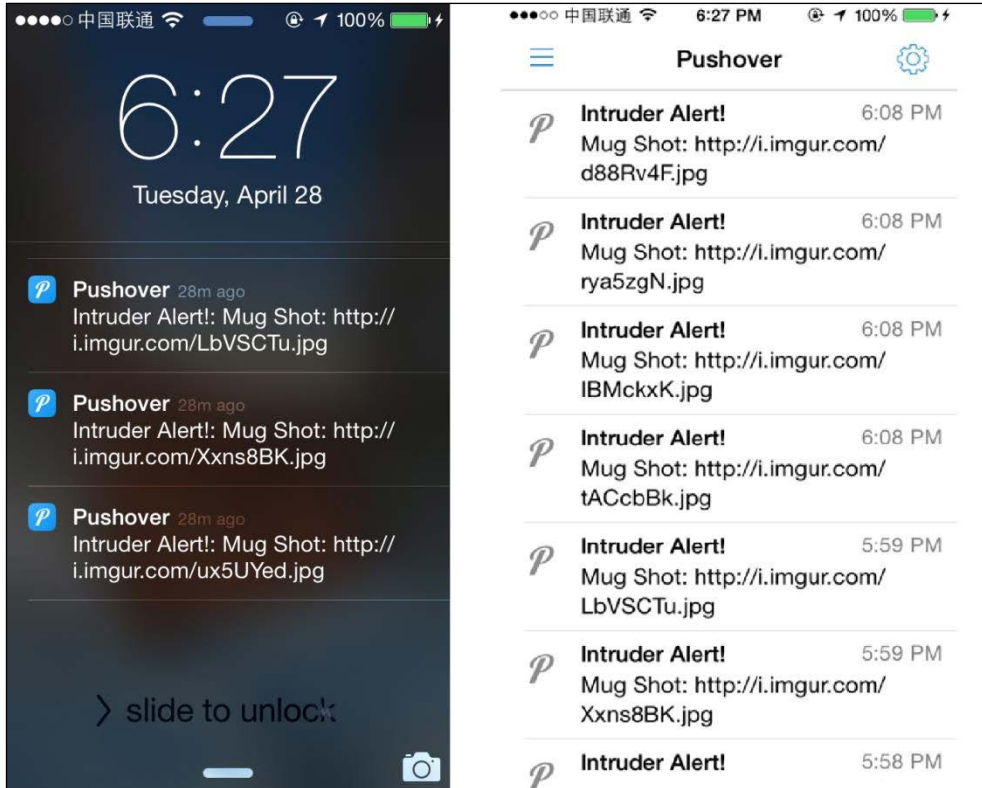 中国联通
100%
6:27
Tuesday, April 28
Pushover 28m ago
Intruder Alert!: Mug Shot: http://
i.imgur.com/LbVSCTu.jpg
Pushover 28m ago
Intruder Alert!: Mug Shot: http://
i.imgur.com/Xxns8BK.jpg
Pushover 28m ago
Intruder Alert!: Mug Shot: http://
i.imgur.com/ux5UYed.jpg
slide to unlock
中国联通 6:27 PM 100%
Pushover
Intruder Alert! 6:08 PM
Mug Shot: http://i.imgur.com/
d88Rv4F.jpg
Intruder Alert! 6:08 PM
Mug Shot: http://i.imgur.com/
rya5zgN.jpg
Intruder Alert! 6:08 PM
Mug Shot: http://i.imgur.com/
IBMckxK.jpg
Intruder Alert! 6:08 PM
Mug Shot: http://i.imgur.com/
tACcbBk.jpg
Intruder Alert! 5:59 PM
Mug Shot: http://i.imgur.com/
LbVSCTu.jpg
Intruder Alert! 5:59 PM
Mug Shot: http://i.imgur.com/
Xxns8BK.jpg
Intruder Alert! 5:58 PM